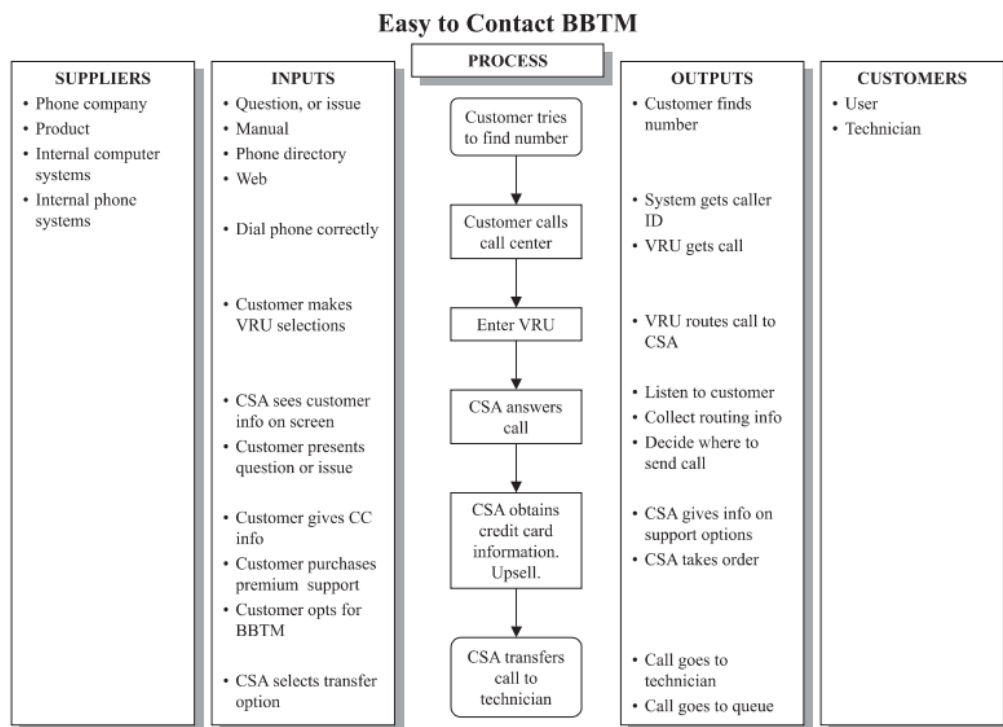 Easy to Contact BBTM
SUPPLIERS
• Phone company
• Product
• Internal computer
systems
• Internal phone
systems
INPUTS
• Question, or issue
• Manual
• Phone directory
• Web
• Dial phone correctly
• Customer makes
VRU selections
• CSA sees customer
info on screen
• Customer presents
question or issue
• Customer gives CC
info
• Customer purchases
premium support
• Customer opts for
BBTM
• CSA selects transfer
option
PROCESS
Customer tries
to find number
Customer calls
call center
Enter VRU
CSA answers
call
CSA obtains
credit card
information.
Upsell.
CSA transfers
call to
technician
OUTPUTS
• Customer finds
number
• System gets caller
ID
• VRU gets call
• VRU routes call to
CSA
• Listen to customer
• Collect routing info
• Decide where to
send call
• CSA gives info on
support options
• CSA takes order
• Call goes to
technician
• Call goes to queue
CUSTOMERS
• User
• Technician